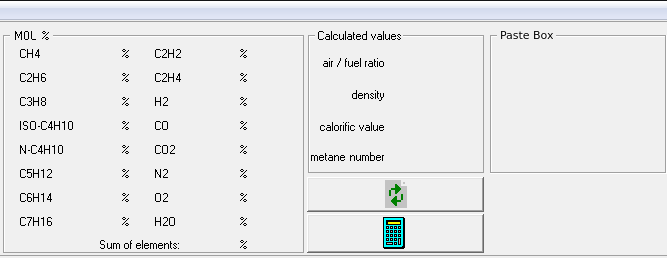 MOL %
CH4 % C2H2 %
C2H6 % C2H4 %
C3H8 % H2 %
ISO-C4H10 % CO %
N-C4H10 % CO2 %
C5H12 % N2 %
C6H14 % O2 %
C7H16 % H2O %
Sum of elements: %
Calculated values
air / fuel ratio
density
calorific value
metane number
Paste Box